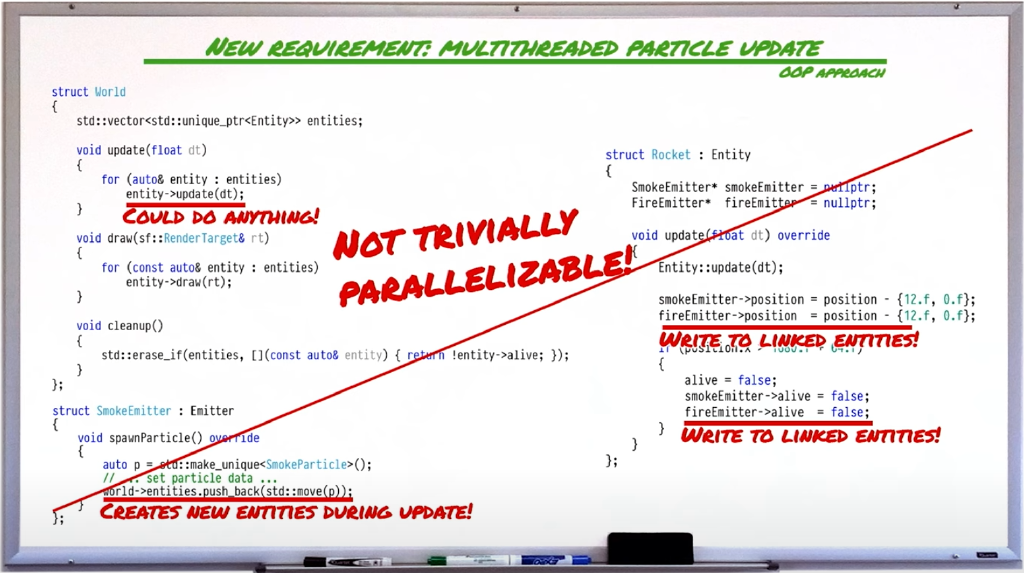 New requirement: multithreaded particle update
OOP approach
struct World
{
std::vector<std::unique_ptr<Entity>> entities;
void update(float dt)
{
for (auto& entity : entities)
entity->update(dt);
}
Could do anything!
void draw(sf::RenderTarget& rt)
{
for (const auto& entity : entities)
entity->draw(rt);
}
void cleanup()
{
std::erase_if(entities, [](const auto& entity) { return !entity->alive; });
}
};
struct SmokeEmitter : Emitter
{
void spawnParticle() override
{
auto p = std::make_unique<SmokeParticle>();
// ... set particle data ...
world->entities.push_back(std::move(p));
}
Creates new entities during update!
};
Not trivially
parallelizable!
struct Rocket : Entity
{
SmokeEmitter* smokeEmitter = nullptr;
FireEmitter* fireEmitter = nullptr;
void update(float dt) override
{
Entity::update(dt);
smokeEmitter->position = position - {12.f, 0.f};
fireEmitter->position = position - {12.f, 0.f};
Write to linked entities!
if (position.x
{
alive = false;
smokeEmitter->alive = false;
fireEmitter->alive = false;
}
Write to linked entities!
}
};